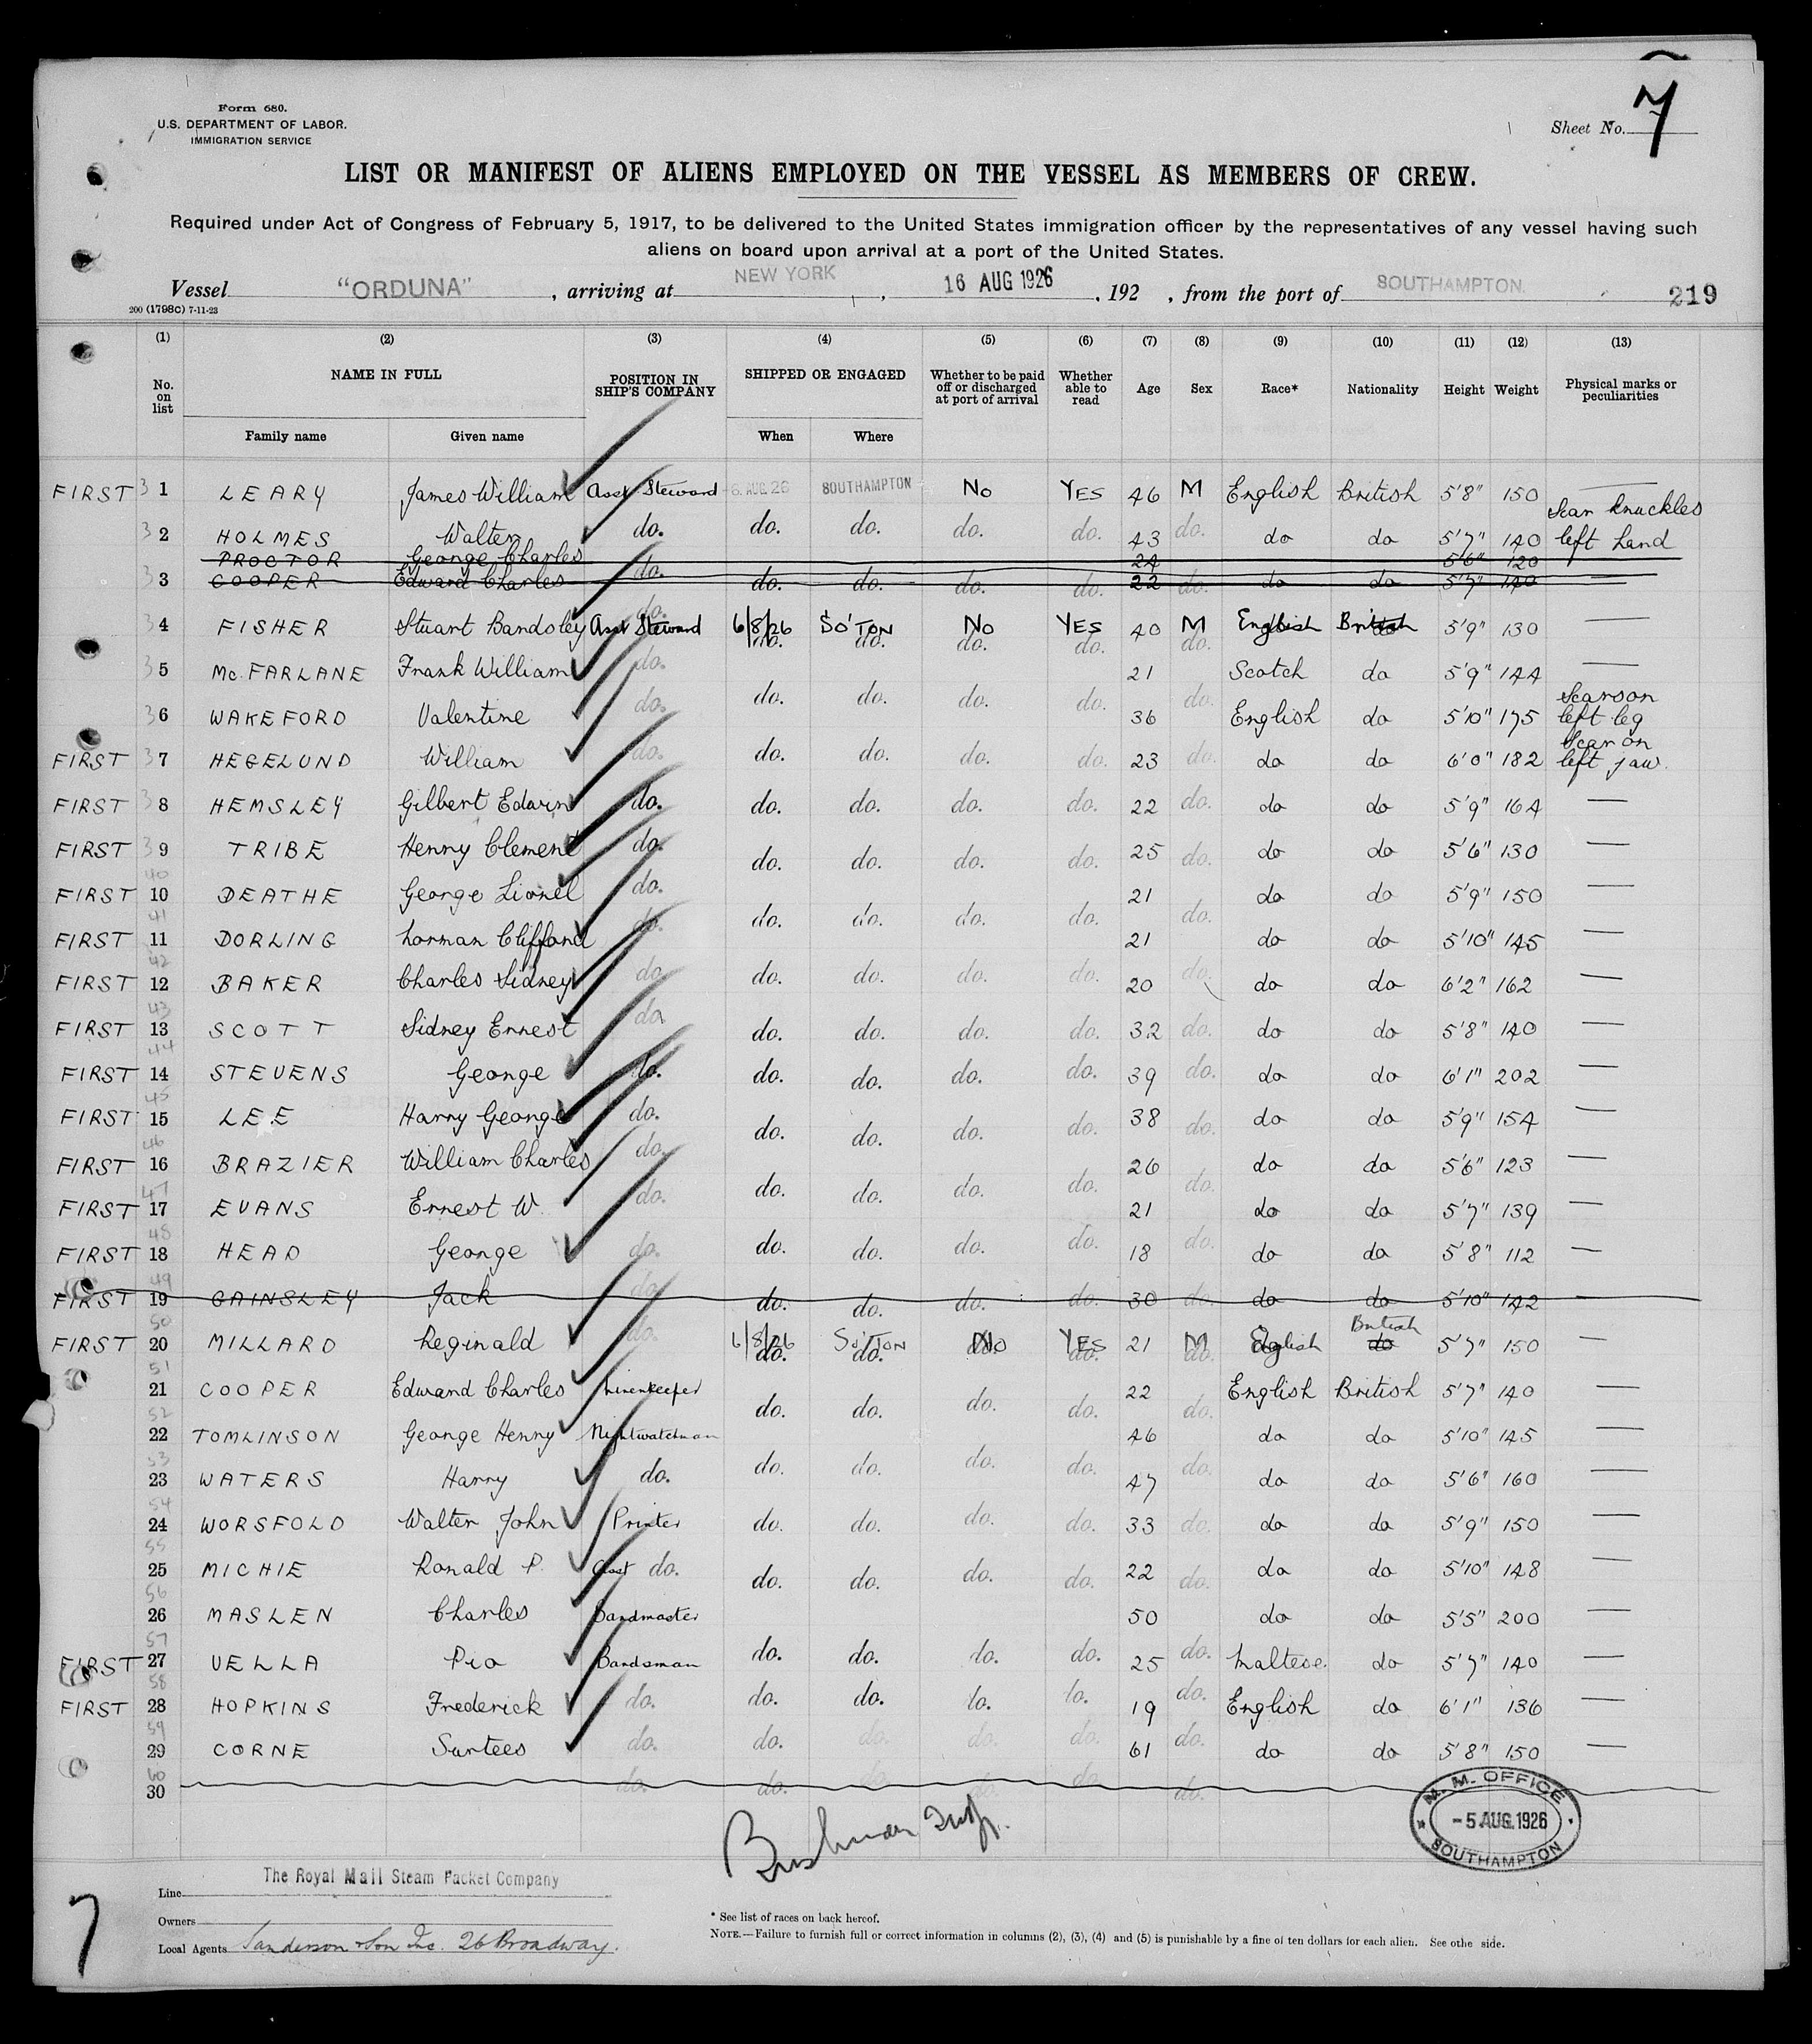 Form 680.
U.S. DEPARTMENT OF LABOR.
IMMIGRATION SERVICE
Sheet No. 7
LIST OR MANIFEST OF ALIENS EMPLOYED ON THE VESSEL AS MEMBERS OF CREW.
Required under Act of Congress of February 5, 1917, to be delivered to the United States immigration officer by the representatives of any vessel having such
aliens on board upon arrival at a port of the United States.
Vessel "ORDUNA", arriving at NEW YORK, 16 AUG 1926, 192 , from the port of SOUTHAMPTON. 219
200 (1798C) 7-11-23
(1) (2) (3) (4) (5) (6) (7) (8) (9) (10) (11) (12) (13)
No. on list NAME IN FULL POSITION IN SHIP'S COMPANY SHIPPED OR ENGAGED Whether to be paid off or discharged at port of arrival Whether able to read Age Sex Race* Nationality Height Weight Physical marks or peculiarities
Family name Given name When Where
FIRST 1 LEARY James William Asst Steward 6. AUG. 26 SOUTHAMPTON No YES 46 M English British 5'8" 150 —
2 HOLMES Walter do. do. do. do. do. 43 do. do do 5'7" 140 Scar knuckles left hand
PROCTOR George Charles 24 5'6" 120
3 COOPER Edward Charles do. do. do. do. do. 22 do. do do 5'7" 140 —
4 FISHER Stuart Bandsley Asst Steward 6/8/26 So'TON No YES 40 M English British 5'9" 130 —
5 McFARLANE Frank William do. do. do. do. do. 21 do. Scotch do 5'9" 144 —
6 WAKEFORD Valentine do. do. do. do. do. 36 do. English do 5'10" 175 Scar on left leg
FIRST 7 HEGELUND William do. do. do. do. do. 23 do. do do 6'0" 182 Scar on left jaw.
FIRST 8 HEMSLEY Gilbert Edwin do. do. do. do. do. 22 do. do do 5'9" 164 —
FIRST 9 TRIBE Henry Clement do. do. do. do. do. 25 do. do do 5'6" 130 —
FIRST 10 DEATHE George Lionel do. do. do. do. do. 21 do. do do 5'9" 150 —
FIRST 11 DORLING Lorman Clifford do. do. do. do. do. 21 do. do do 5'10" 145 —
FIRST 12 BAKER Charles Sidney do. do. do. do. do. 20 do. do do 6'2" 162 —
FIRST 13 SCOTT Sidney Ernest do. do. do. do. do. 32 do. do do 5'8" 140 —
FIRST 14 STEVENS George do. do. do. do. do. 39 do. do do 6'1" 202 —
FIRST 15 LEE Harry George do. do. do. do. do. 38 do. do do 5'9" 154 —
FIRST 16 BRAZIER William Charles do. do. do. do. do. 26 do. do do 5'6" 123 —
FIRST 17 EVANS Ernest W. do. do. do. do. do. 21 do. do do 5'7" 139 —
FIRST 18 HEAD George do. do. do. do. do. 18 do. do do 5'8" 112 —
FIRST 19 GAINSLEY Jack do. do. do. do. do. 30 do. do do 5'10" 142 —
FIRST 20 MILLARD Reginald do. 6/8/26 So'TON No YES 21 M English British 5'7" 150 —
21 COOPER Edward Charles Linenkeeper do. do. do. do. 22 do. English British 5'7" 140 —
22 TOMLINSON George Henry Nightwatchman do. do. do. do. 46 do. do do 5'10" 145 —
23 WATERS Harry do. do. do. do. do. 47 do. do do 5'6" 160 —
24 WORSFOLD Walter John Printer do. do. do. do. 33 do. do do 5'9" 150 —
25 MICHIE Ronald P. Asst do. do. do. do. do. 22 do. do do 5'10" 148 —
26 MASLEN Charles Bandmaster 50 do do 5'5" 200 —
FIRST 27 VELLA Pio Bandsman do. do. do. do. 25 do. Maltese. do 5'7" 140 —
FIRST 28 HOPKINS Frederick do. do. do. do. do. 19 do. English do 6'1" 136 —
29 CORNE Surtees do. do. do. do. do. 61 do. do do 5'8" 150 —
30 do. do. do. do. do. do.
M. M. OFFICE
-5 AUG. 1926
SOUTHAMPTON
Line The Royal Mail Steam Packet Company
Owners
Local Agents Sanderson & Son Inc. 26 Broadway.
7
* See list of races on back hereof.
NOTE.—Failure to furnish full or correct information in columns (2), (3), (4) and (5) is punishable by a fine of ten dollars for each alien. See othe side.